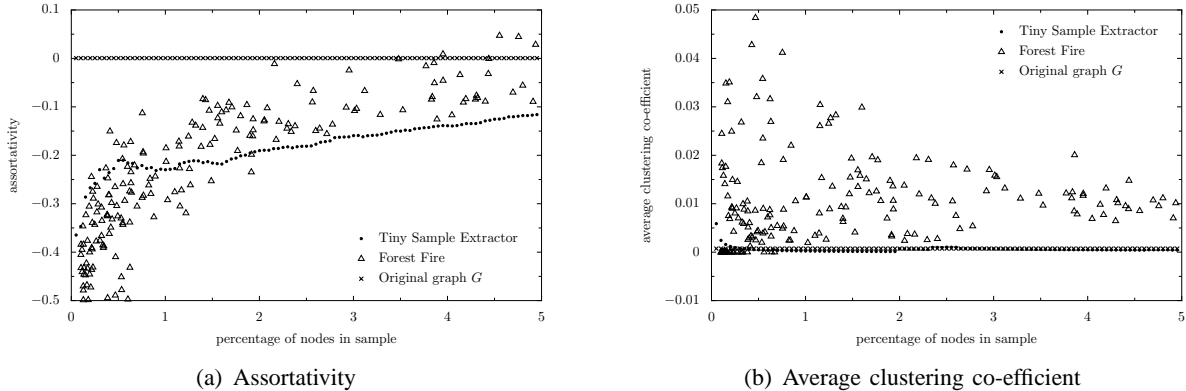 0.1
0
−0.1
−0.2
−0.3
−0.4
−0.5
0 1 2 3 4 5
assortativity
percentage of nodes in sample
Tiny Sample Extractor
Forest Fire
Original graph G
(a) Assortativity
0.05
0.04
0.03
0.02
0.01
0
−0.01
0 1 2 3 4 5
average clustering co-efficient
percentage of nodes in sample
Tiny Sample Extractor
Forest Fire
Original graph G
(b) Average clustering co-efficient